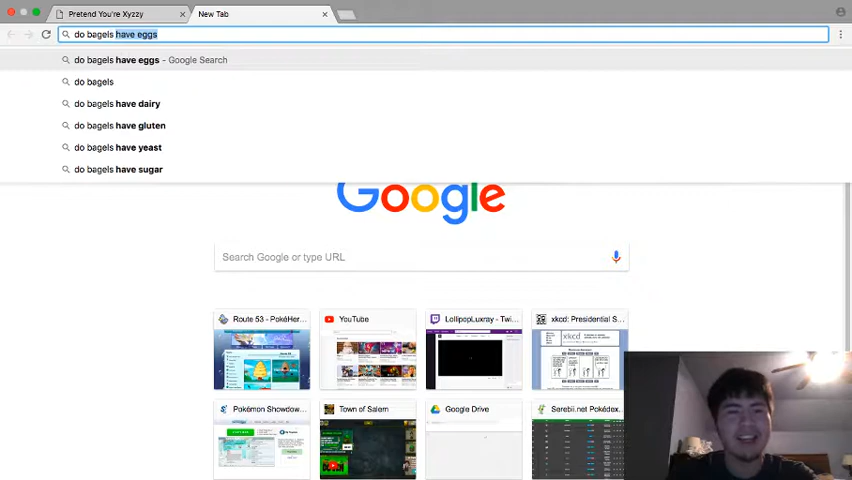 Pretend You're Xyzzy
New Tab
do bagels have eggs
do bagels have eggs - Google Search
do bagels
do bagels have dairy
do bagels have gluten
do bagels have yeast
do bagels have sugar
Google
Search Google or type URL
Route 53 - PokéHer...
YouTube
LollipopLuxray - Twi...
xkcd: Presidential S...
xkcd
Pokémon Showdow...
Town of Salem
Google Drive
Serebii.net Pokédex